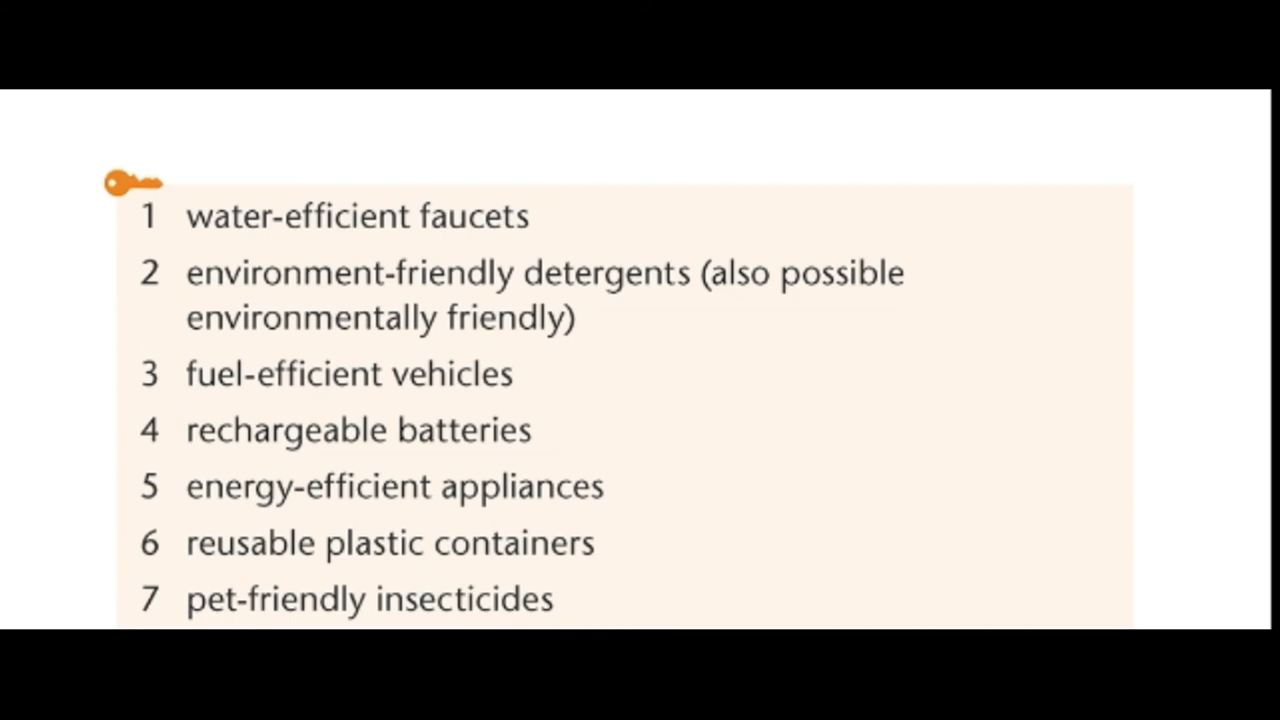 1 water-efficient faucets
2 environment-friendly detergents (also possible
environmentally friendly)
3 fuel-efficient vehicles
4 rechargeable batteries
5 energy-efficient appliances
6 reusable plastic containers
7 pet-friendly insecticides